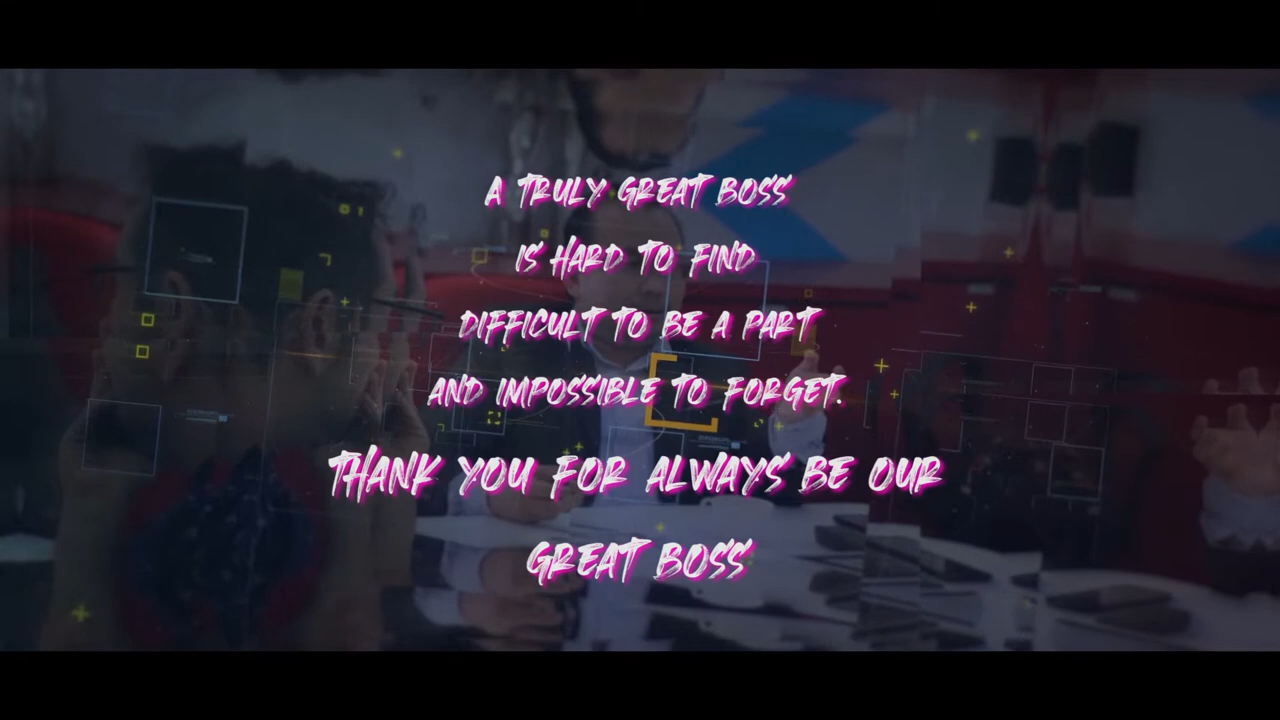 A TRULY GREAT BOSS
IS HARD TO FIND
DIFFICULT TO BE A PART
AND IMPOSSIBLE TO FORGET.
THANK YOU FOR ALWAYS BE OUR
GREAT BOSS